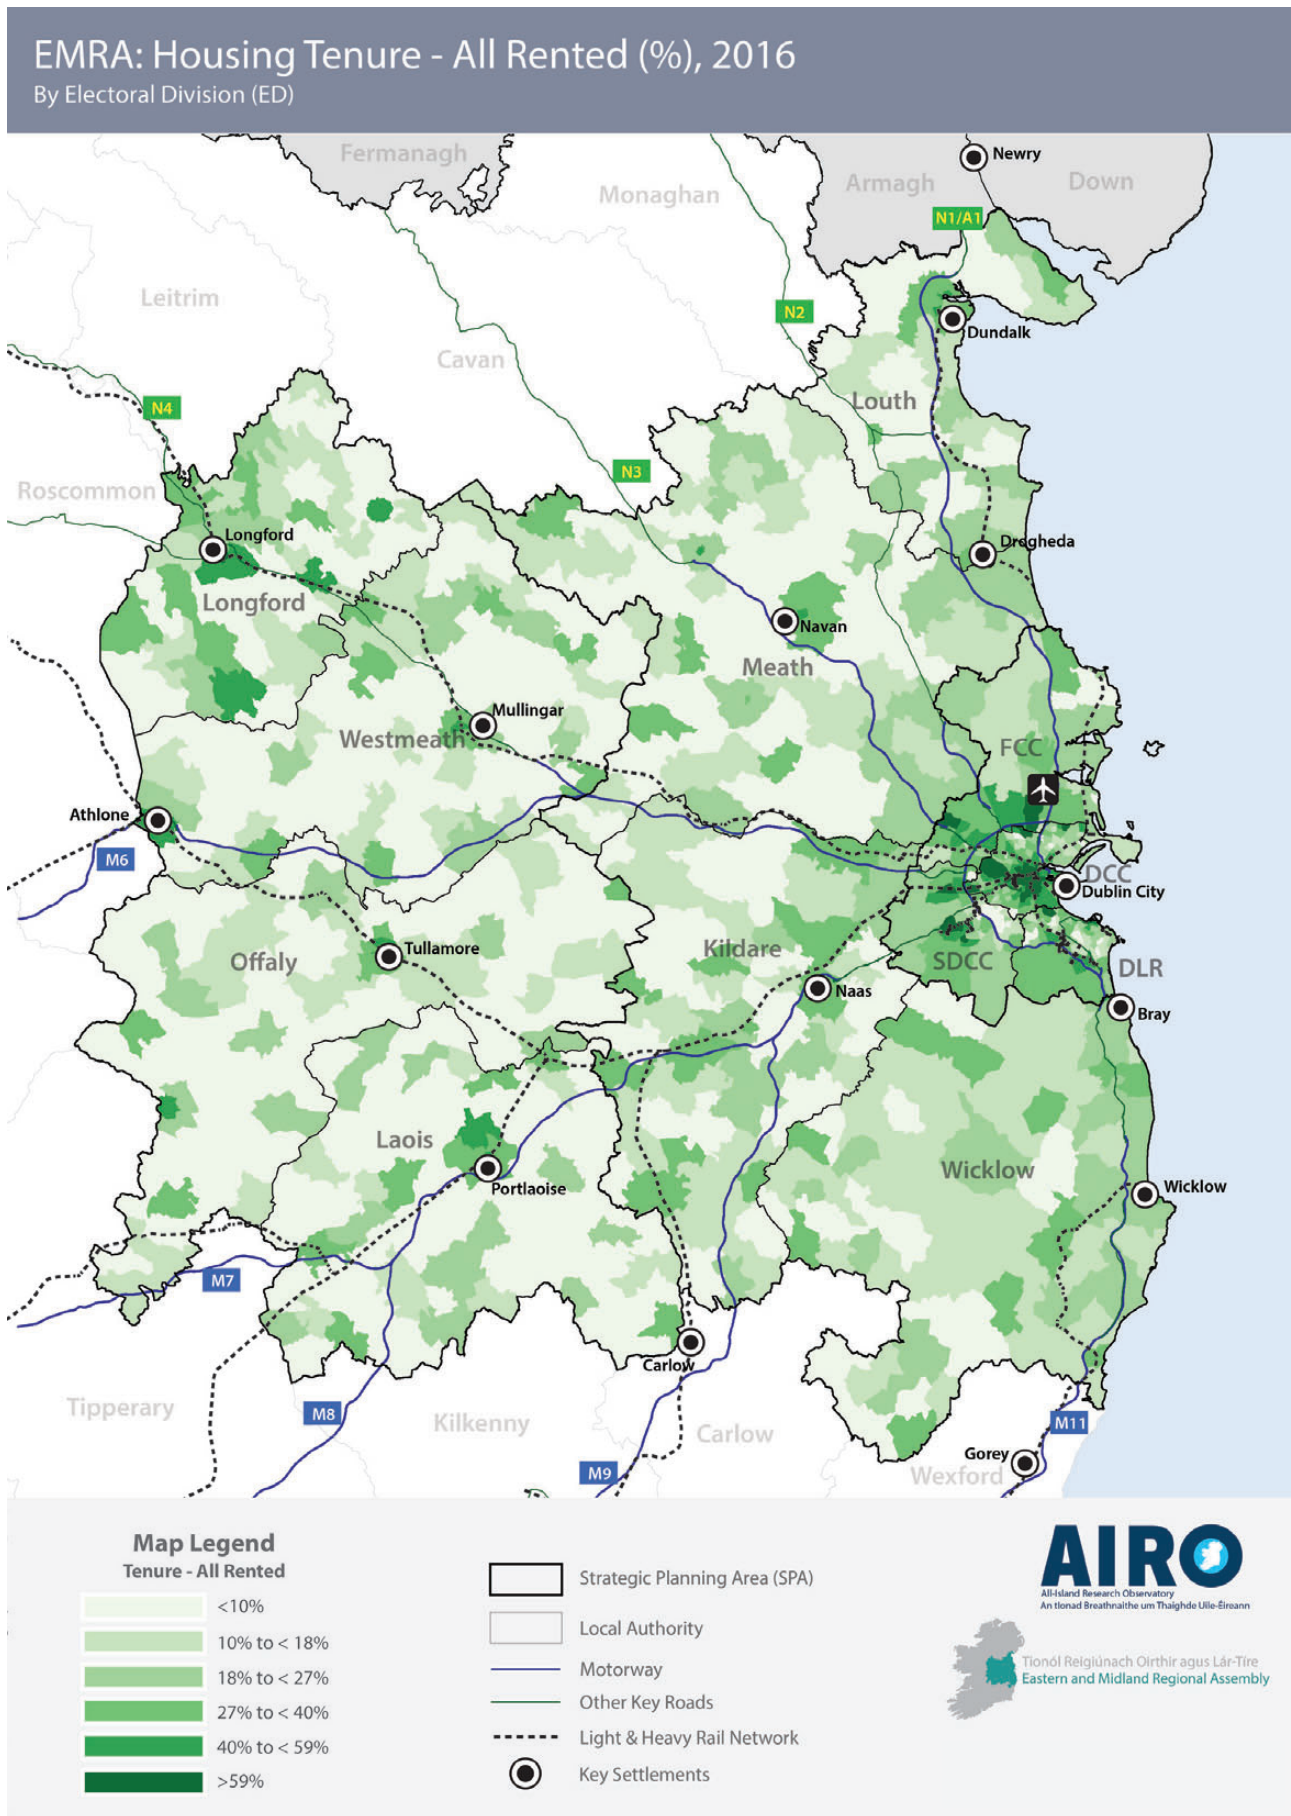 EMRA: Housing Tenure - All Rented (%), 2016
By Electoral Division (ED)
Fermanagh
Newry
Armagh
Down
Monaghan
N1/A1
Leitrim
N2
Dundalk
Cavan
N4
Louth
N3
Roscommon
Longford
Drogheda
Longford
Navan
Meath
Mullingar
Westmeath
FCC
Athlone
M6
DCC
Dublin City
Tullamore
Kildare
Offaly
SDCC
DLR
Naas
Bray
Laois
Wicklow
Portlaoise
Wicklow
M7
Carlow
Tipperary
M8
Kilkenny
Carlow
M11
Gorey
M9
Wexford
Map Legend
Tenure - All Rented
<10%
10% to < 18%
18% to < 27%
27% to < 40%
40% to < 59%
>59%
Strategic Planning Area (SPA)
Local Authority
Motorway
Other Key Roads
Light & Heavy Rail Network
Key Settlements
AIRO
All-Island Research Observatory
An tIonad Breathnaithe um Thaighde Uile-Éireann
Tionól Reigiúnach Oirthir agus Lár-Tíre
Eastern and Midland Regional Assembly